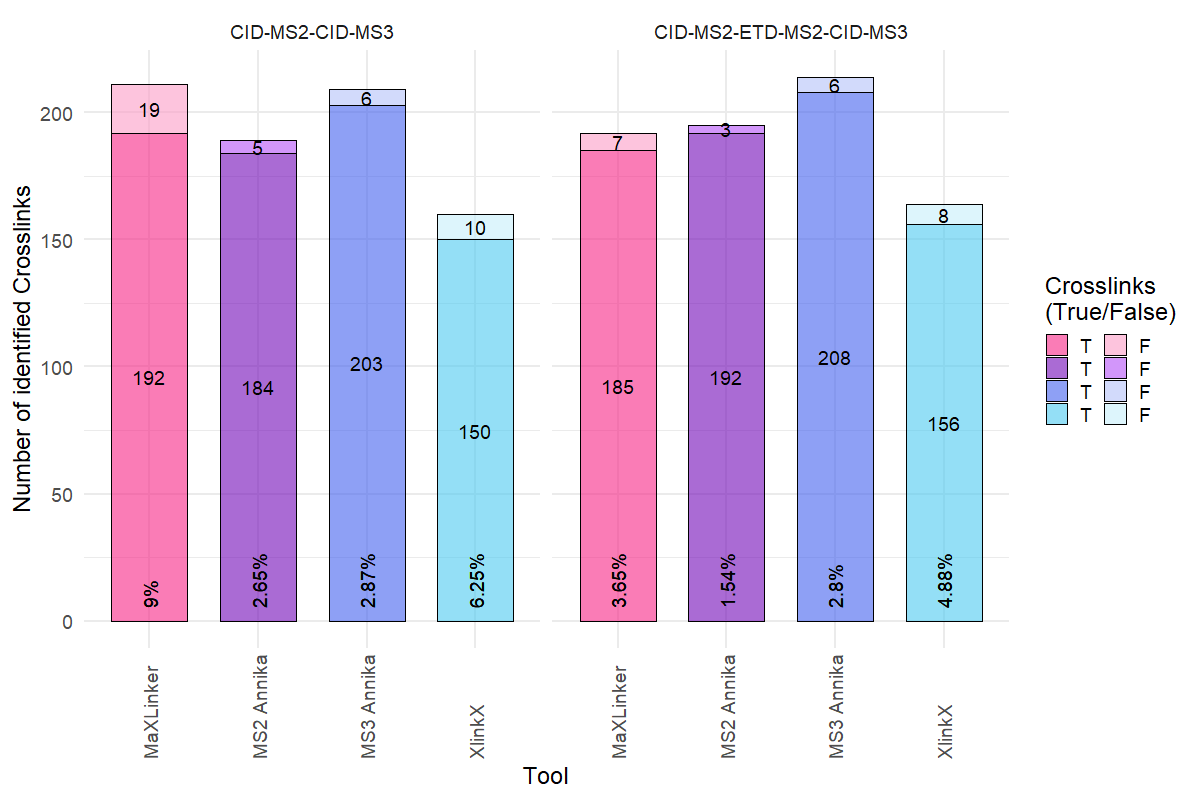 CID-MS2-CID-MS3
CID-MS2-ETD-MS2-CID-MS3
Number of identified Crosslinks
200
150
100
50
0
19
192
9%
5
184
2.65%
6
203
2.87%
10
150
6.25%
7
185
3.65%
3
192
1.54%
6
208
2.8%
8
156
4.88%
MaXLinker
MS2 Annika
MS3 Annika
XlinkX
MaXLinker
MS2 Annika
MS3 Annika
XlinkX
Tool
Crosslinks
(True/False)
T F
T F
T F
T F